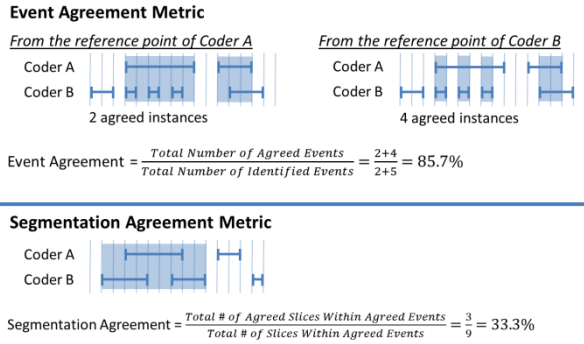 Event Agreement Metric
From the reference point of Coder A
From the reference point of Coder B
Coder A
Coder B
2 agreed instances
Coder A
Coder B
4 agreed instances
Event Agreement = Total Number of Agreed Events / Total Number of Identified Events = 2+4 / 2+5 = 85.7%
Segmentation Agreement Metric
Coder A
Coder B
Segmentation Agreement = Total # of Agreed Slices Within Agreed Events / Total # of Slices Within Agreed Events = 3 / 9 = 33.3%